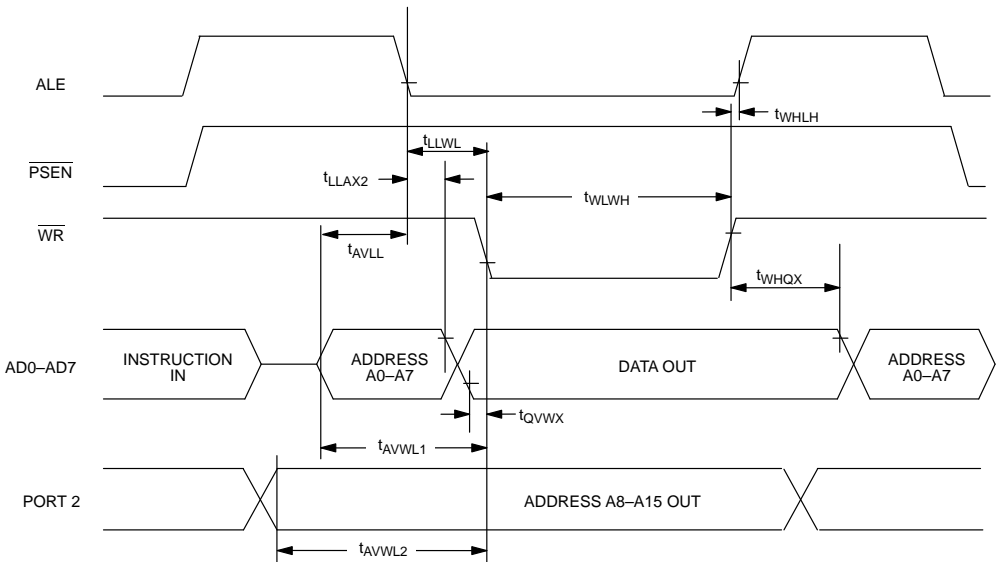 ALE
tWHLH
tLLWL
PSEN
tLLAX2
tWLWH
WR
tAVLL
tWHQX
AD0–AD7
INSTRUCTION
IN
ADDRESS
A0–A7
DATA OUT
ADDRESS
A0–A7
tQVWX
tAVWL1
PORT 2
ADDRESS A8–A15 OUT
tAVWL2